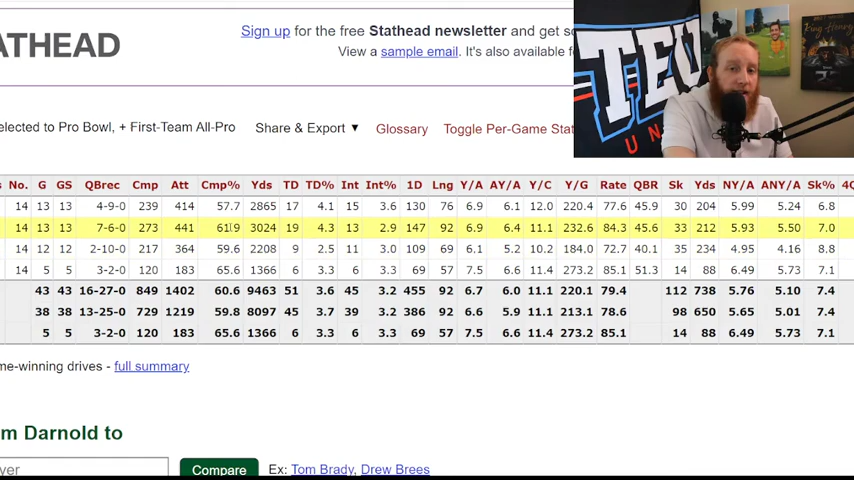 Sign up for the free Stathead newsletter and get sc
ATHEAD
View a sample email. It's also available fo
TEU
UN
King Henry
elected to Pro Bowl, + First-Team All-Pro Share & Export ▼ Glossary Toggle Per-Game Stat
s No. G GS QBrec Cmp Att Cmp% Yds TD TD% Int Int% 1D Lng Y/A AY/A Y/C Y/G Rate QBR Sk Yds NY/A ANY/A Sk% 4Q
14 13 13 4-9-0 239 414 57.7 2865 17 4.1 15 3.6 130 76 6.9 6.1 12.0 220.4 77.6 45.9 30 204 5.99 5.24 6.8
14 13 13 7-6-0 273 441 61.9 3024 19 4.3 13 2.9 147 92 6.9 6.4 11.1 232.6 84.3 45.6 33 212 5.93 5.50 7.0
14 12 12 2-10-0 217 364 59.6 2208 9 2.5 11 3.0 109 69 6.1 5.2 10.2 184.0 72.7 40.1 35 234 4.95 4.16 8.8
14 5 5 3-2-0 120 183 65.6 1366 6 3.3 6 3.3 69 57 7.5 6.6 11.4 273.2 85.1 51.3 14 88 6.49 5.73 7.1
43 43 16-27-0 849 1402 60.6 9463 51 3.6 45 3.2 455 92 6.7 6.0 11.1 220.1 79.4 112 738 5.76 5.10 7.4
38 38 13-25-0 729 1219 59.8 8097 45 3.7 39 3.2 386 92 6.6 5.9 11.1 213.1 78.6 98 650 5.65 5.01 7.4
5 5 3-2-0 120 183 65.6 1366 6 3.3 6 3.3 69 57 7.5 6.6 11.4 273.2 85.1 14 88 6.49 5.73 7.1
me-winning drives - full summary
m Darnold to
yer Compare Ex: Tom Brady, Drew Brees